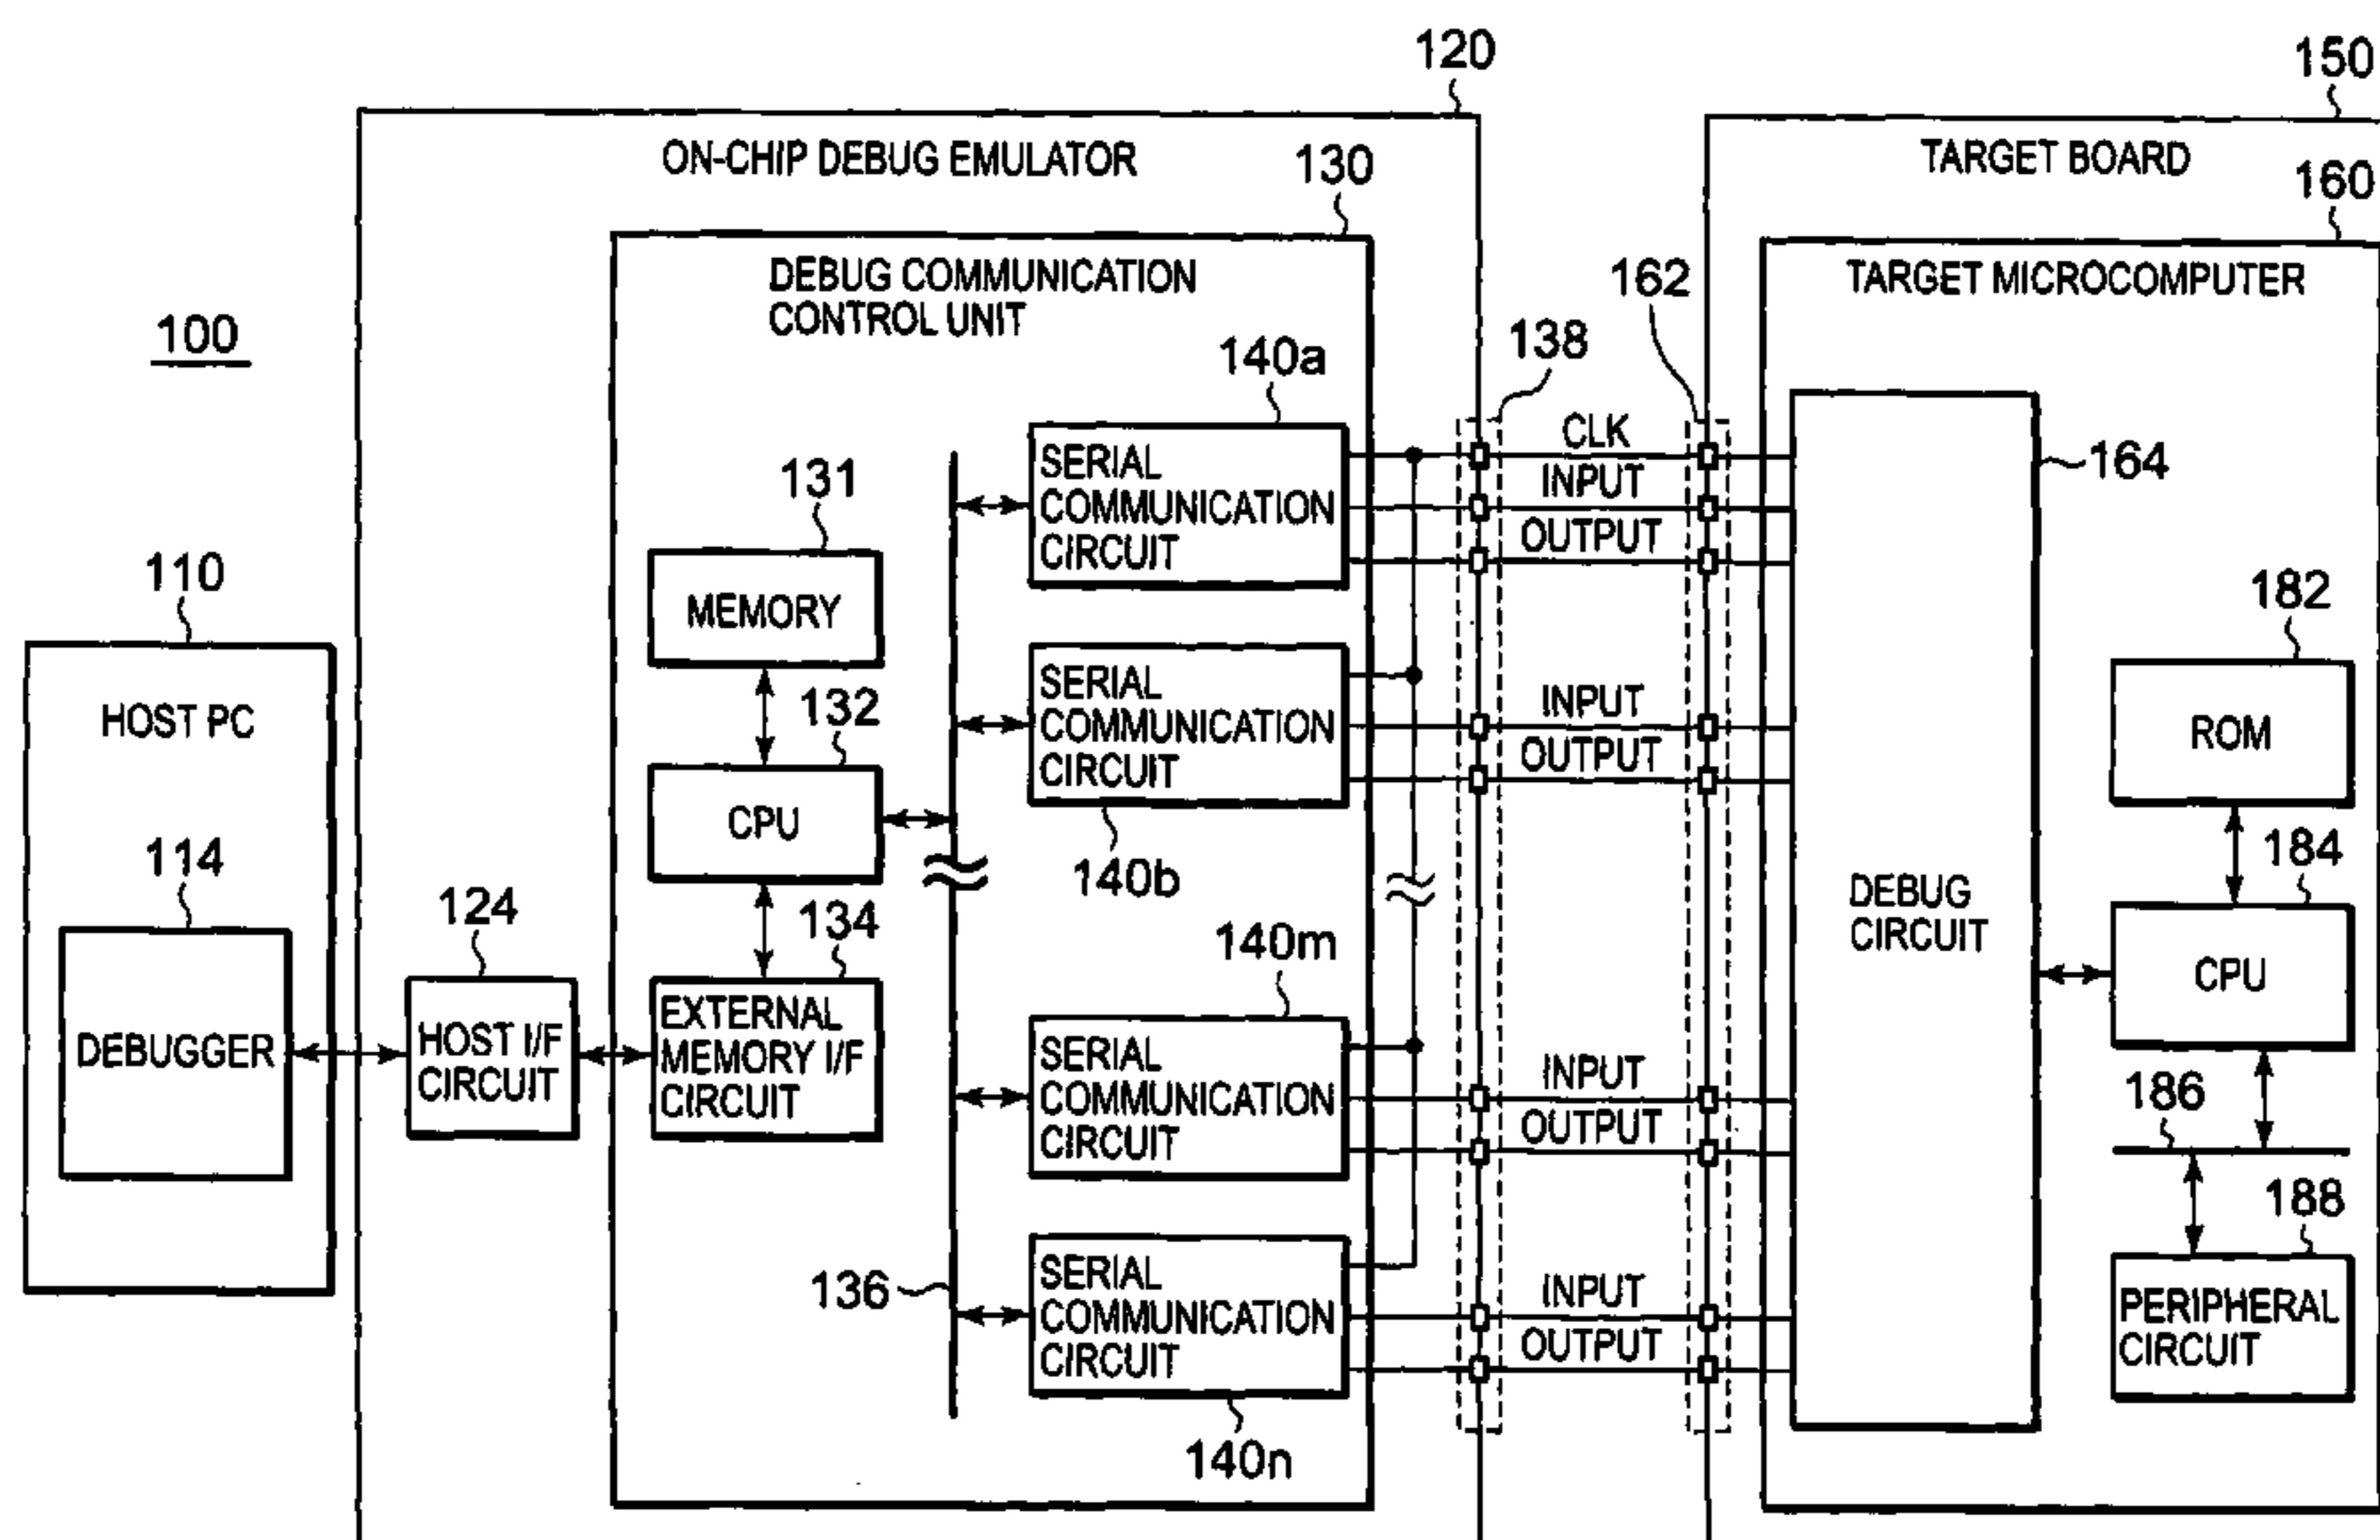 120
150
ON-CHIP DEBUG EMULATOR
130
TARGET BOARD
160
DEBUG COMMUNICATION
CONTROL UNIT
162
TARGET MICROCOMPUTER
100
138
140a
SERIAL
COMMUNICATION
CIRCUIT
CLK
INPUT
OUTPUT
164
131
MEMORY
110
HOST PC
132
CPU
SERIAL
COMMUNICATION
CIRCUIT
140b
INPUT
OUTPUT
182
ROM
184
CPU
DEBUG
CIRCUIT
114
DEBUGGER
124
HOST I/F
CIRCUIT
134
EXTERNAL
MEMORY I/F
CIRCUIT
140m
SERIAL
COMMUNICATION
CIRCUIT
INPUT
OUTPUT
186
188
PERIPHERAL
CIRCUIT
136
SERIAL
COMMUNICATION
CIRCUIT
140n
INPUT
OUTPUT